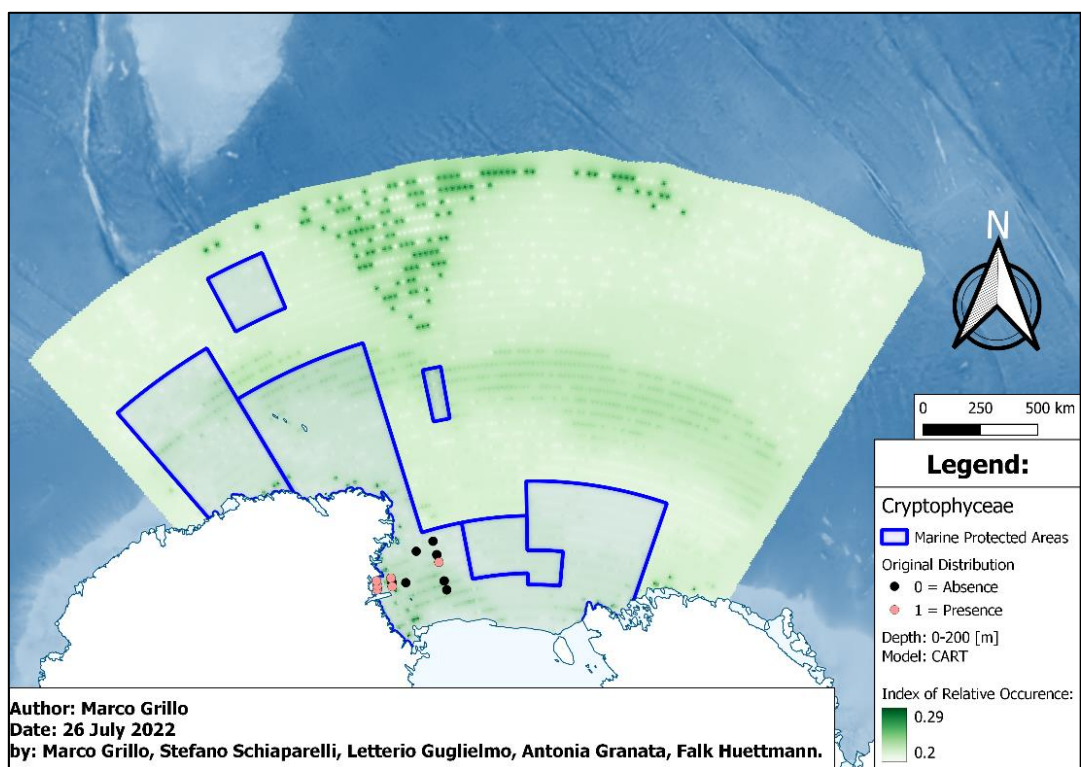 N
0 250 500 km
Legend:
Cryptophyceae
Marine Protected Areas
Original Distribution
0 = Absence
1 = Presence
Depth: 0-200 [m]
Model: CART
Index of Relative Occurence:
0.29
0.2
Author: Marco Grillo
Date: 26 July 2022
by: Marco Grillo, Stefano Schiaparelli, Letterio Guglielmo, Antonia Granata, Falk Huettmann.